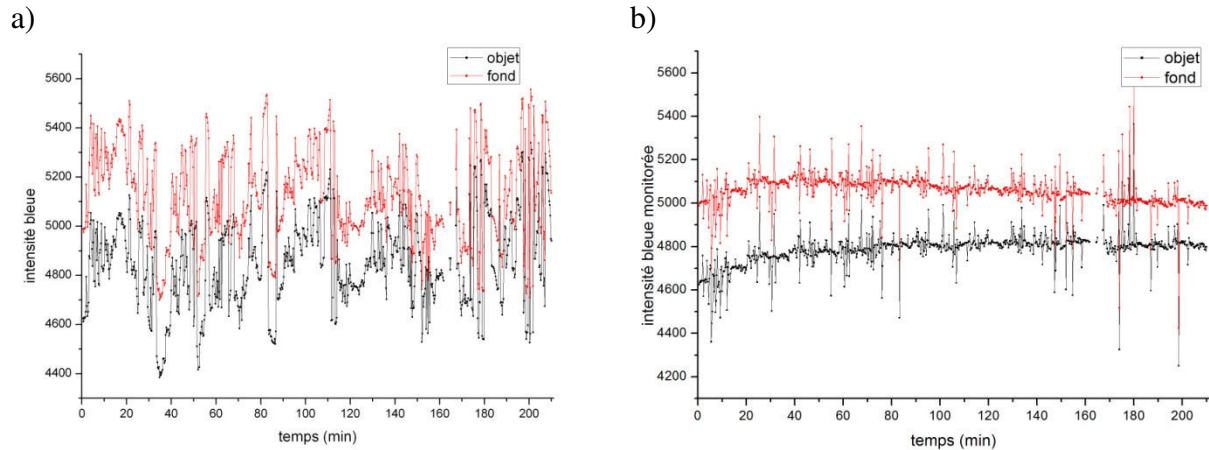 a)
objet
fond
5600
5400
5200
5000
4800
4600
4400
intensité bleue
0 20 40 60 80 100 120 140 160 180 200
temps (min)
b)
objet
fond
5600
5400
5200
5000
4800
4600
4400
4200
intensité bleue monitorée
0 20 40 60 80 100 120 140 160 180 200
temps (min)